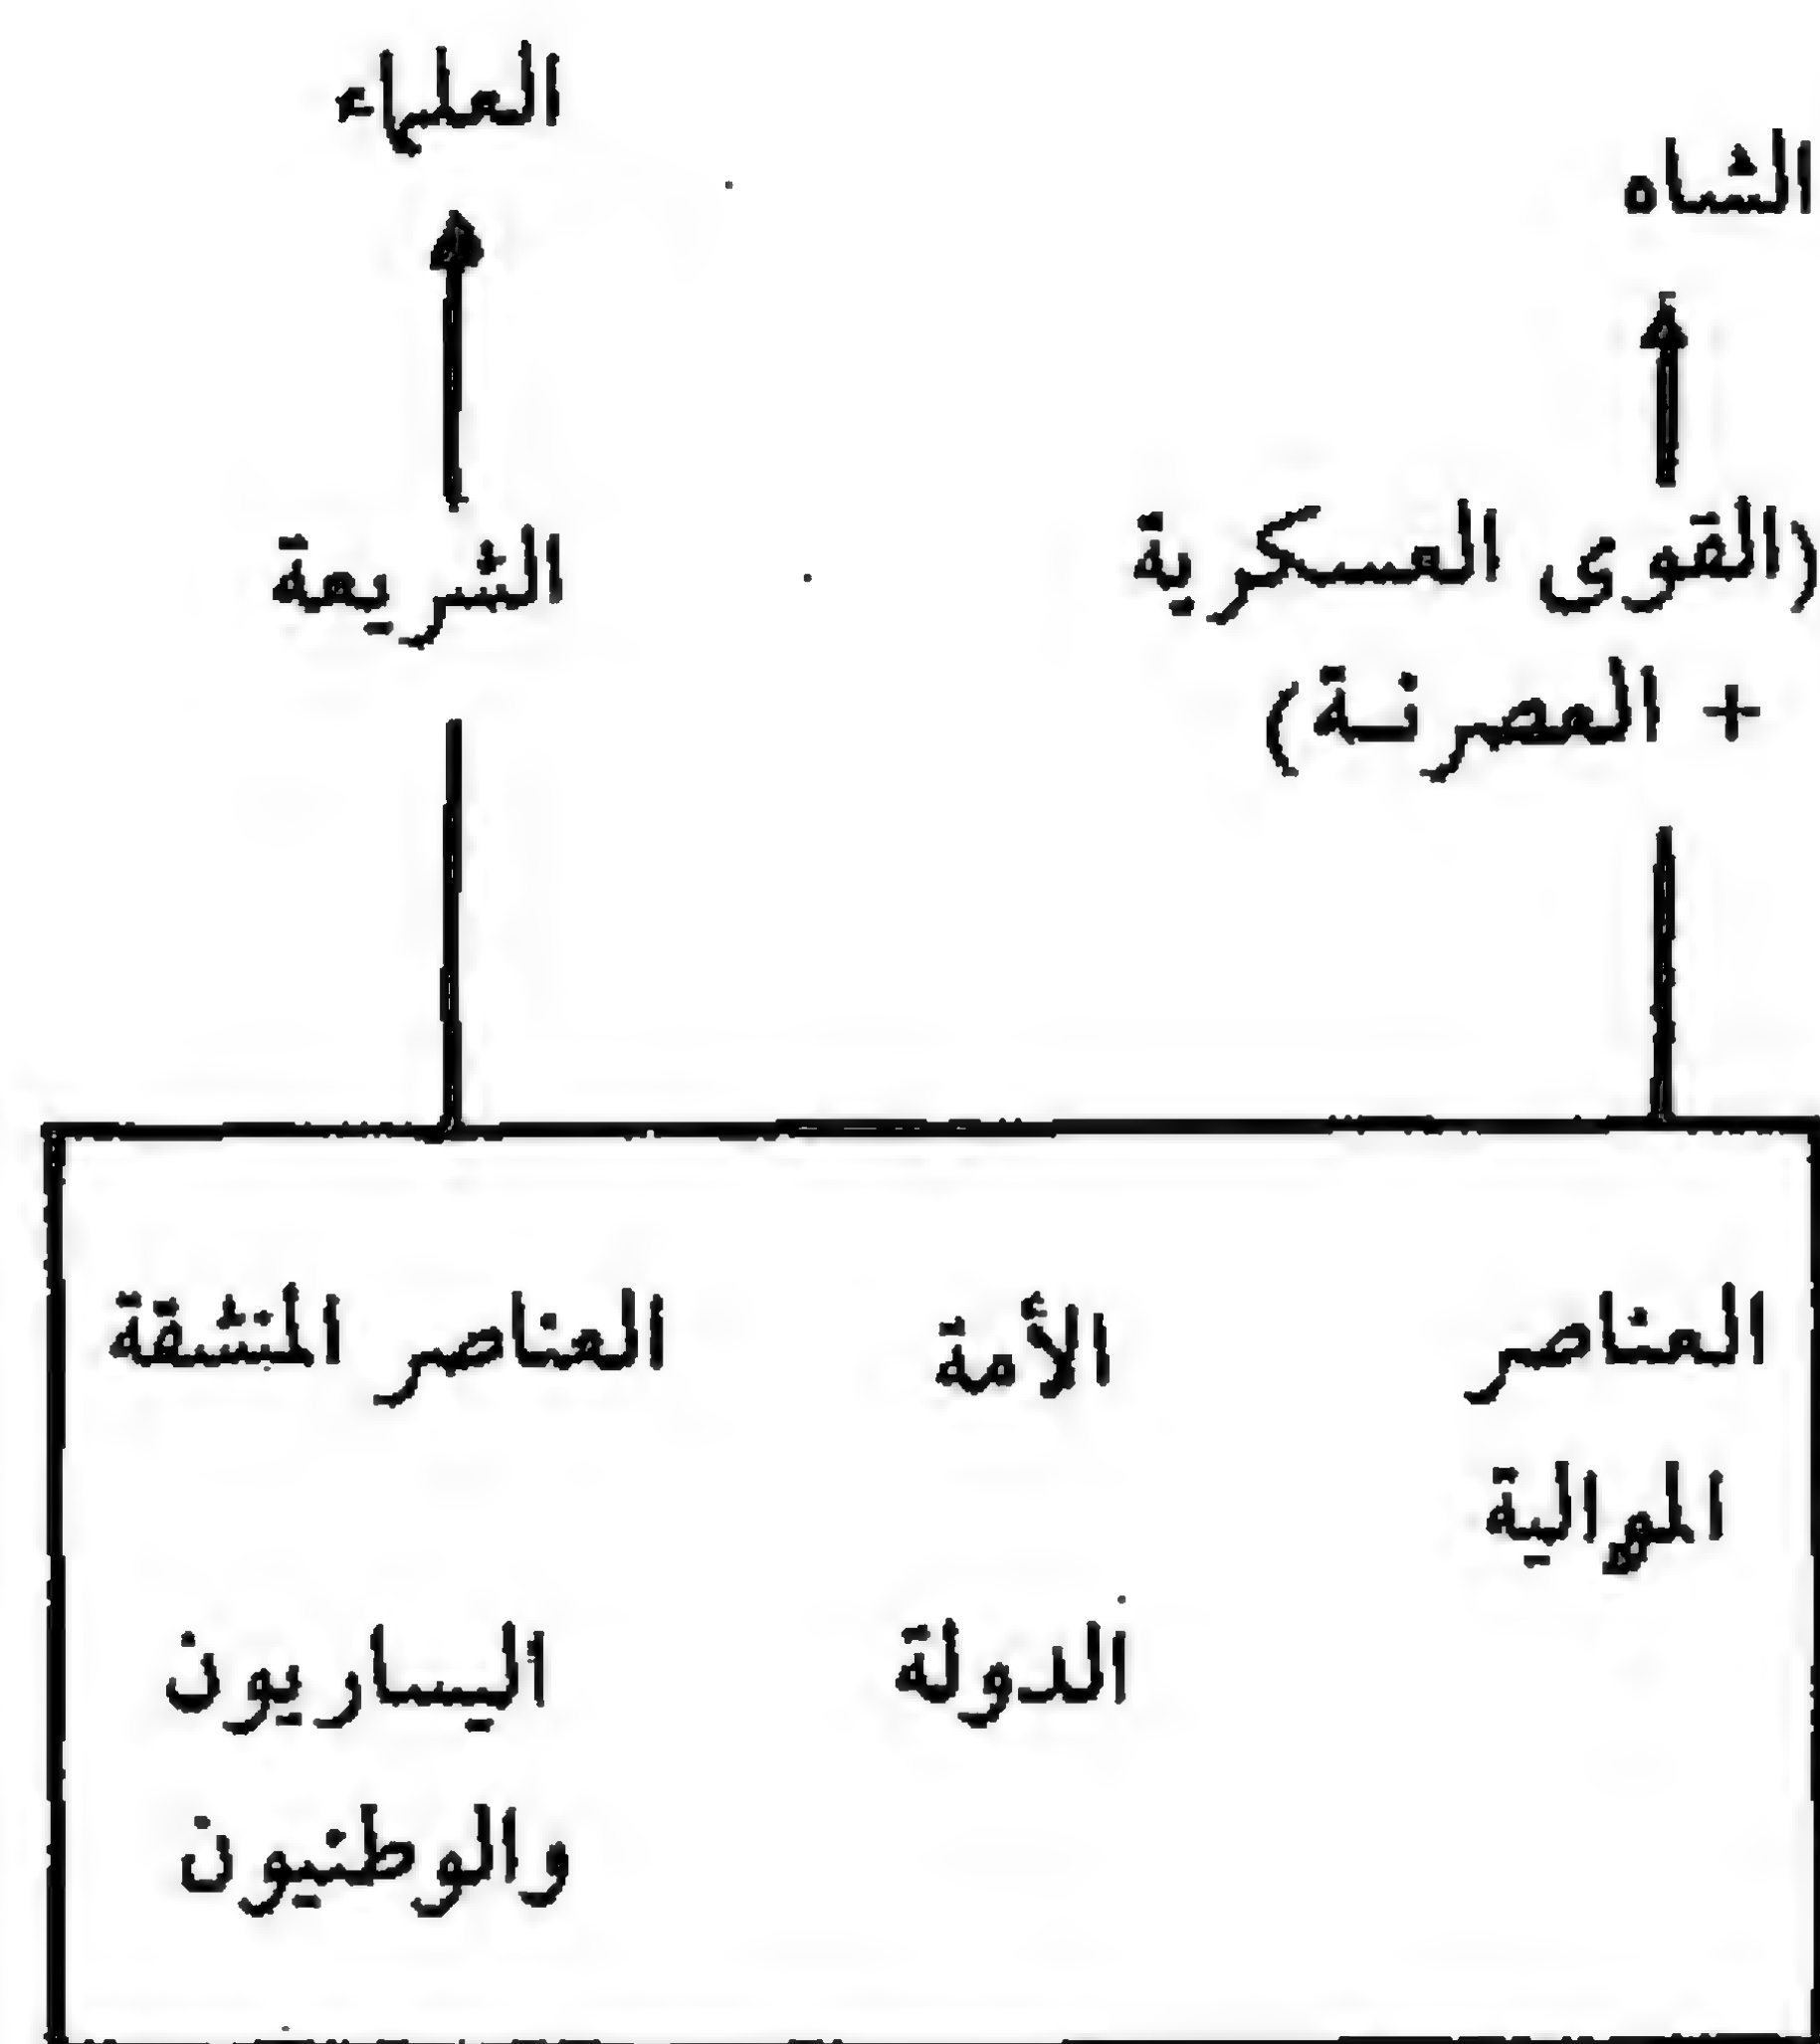 الشاه
العلماء
(القوى العسكرية
+ العصرنة)
الشريعة
العناصر
الموالية
الأمة
الدولة
العناصر المنشقة
اليساريون
والوطنيون